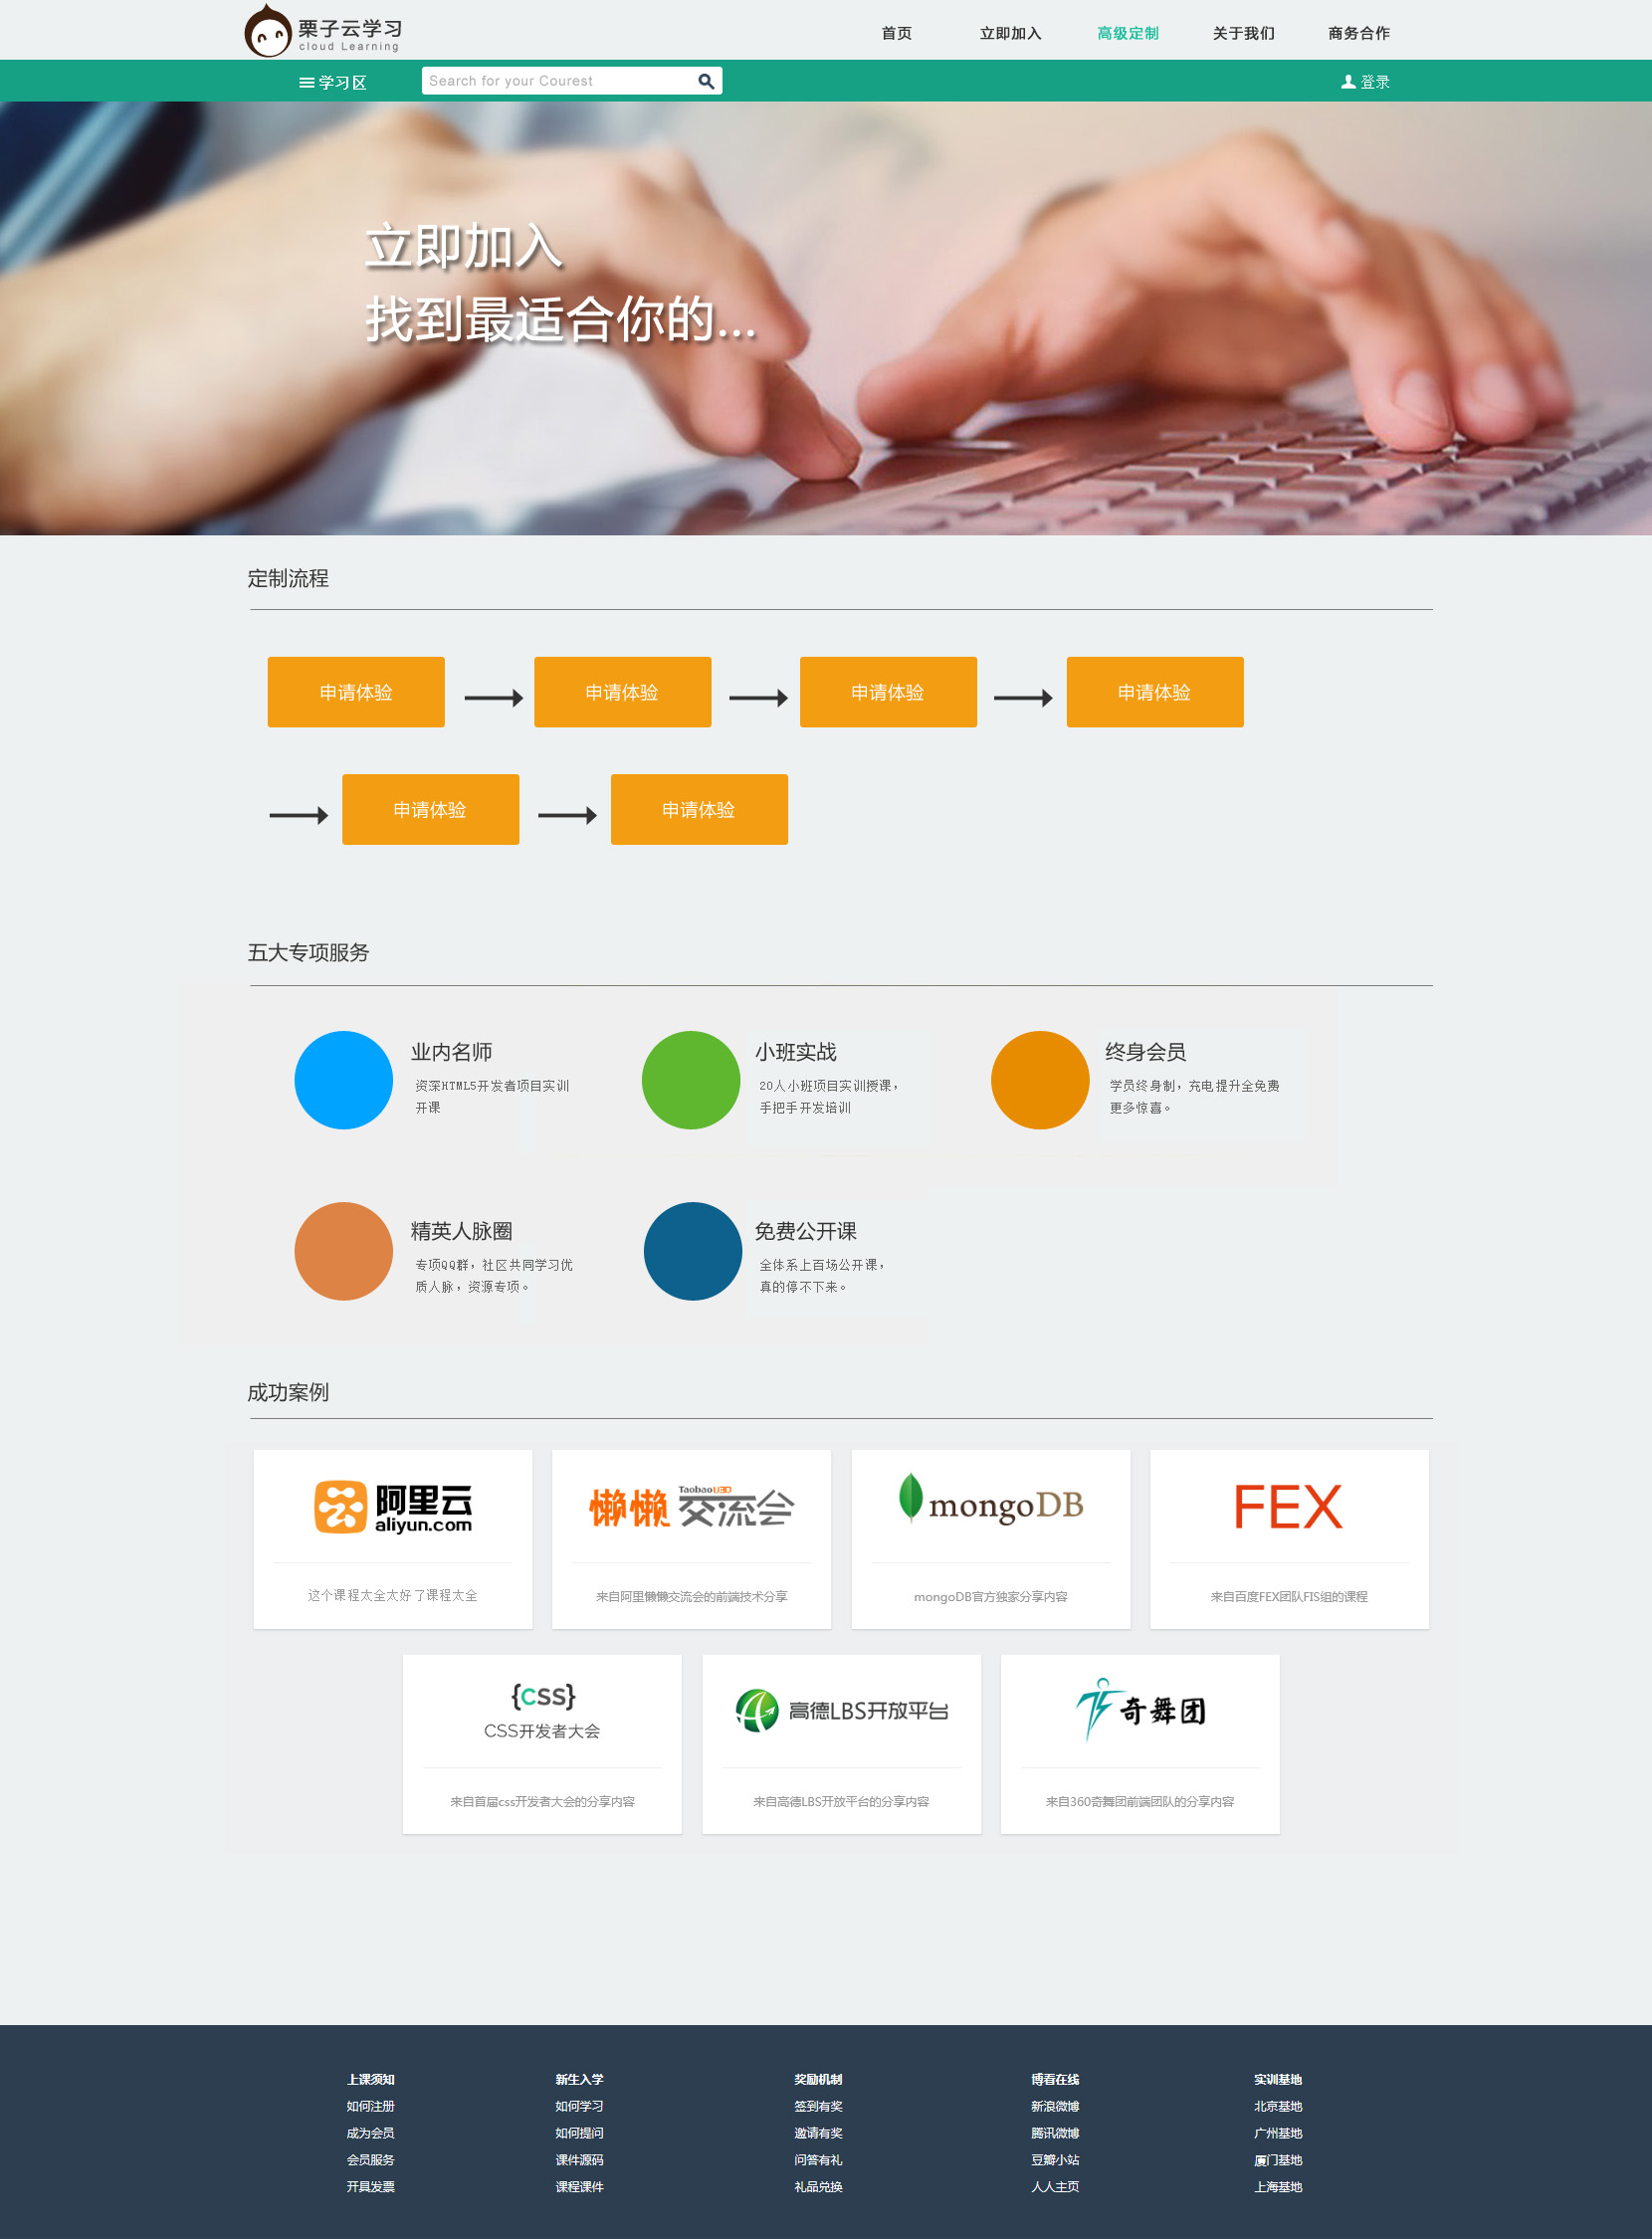 栗子云学习
cloud Learning
首页 立即加入 高级定制 关于我们 商务合作
学习区
Search for your Courest
登录
立即加入
找到最适合你的...
定制流程
申请体验 申请体验 申请体验 申请体验
申请体验 申请体验
五大专项服务
业内名师
资深HTML5开发者项目实训
开课
小班实战
20人小班项目实训授课，
手把手开发培训
终身会员
学员终身制，充电提升全免费
更多惊喜。
精英人脉圈
专项QQ群，社区共同学习优
质人脉，资源专项。
免费公开课
全体系上百场公开课，
真的停不下来。
成功案例
阿里云
aliyun.com
这个课程太全太好了课程太全
懒懒 TaobaoUED 交流会
来自阿里懒懒交流会的前端技术分享
mongoDB
mongoDB官方独家分享内容
FEX
来自百度FEX团队FIS组的课程
{css}
CSS开发者大会
来自首届css开发者大会的分享内容
高德LBS开放平台
来自高德LBS开放平台的分享内容
奇舞团
来自360奇舞团前端团队的分享内容
上课须知 新生入学 奖励机制 博看在线 实训基地
如何注册 如何学习 签到有奖 新浪微博 北京基地
成为会员 如何提问 邀请有奖 腾讯微博 广州基地
会员服务 课件源码 问答有礼 豆瓣小站 厦门基地
开具发票 课程课件 礼品兑换 人人主页 上海基地